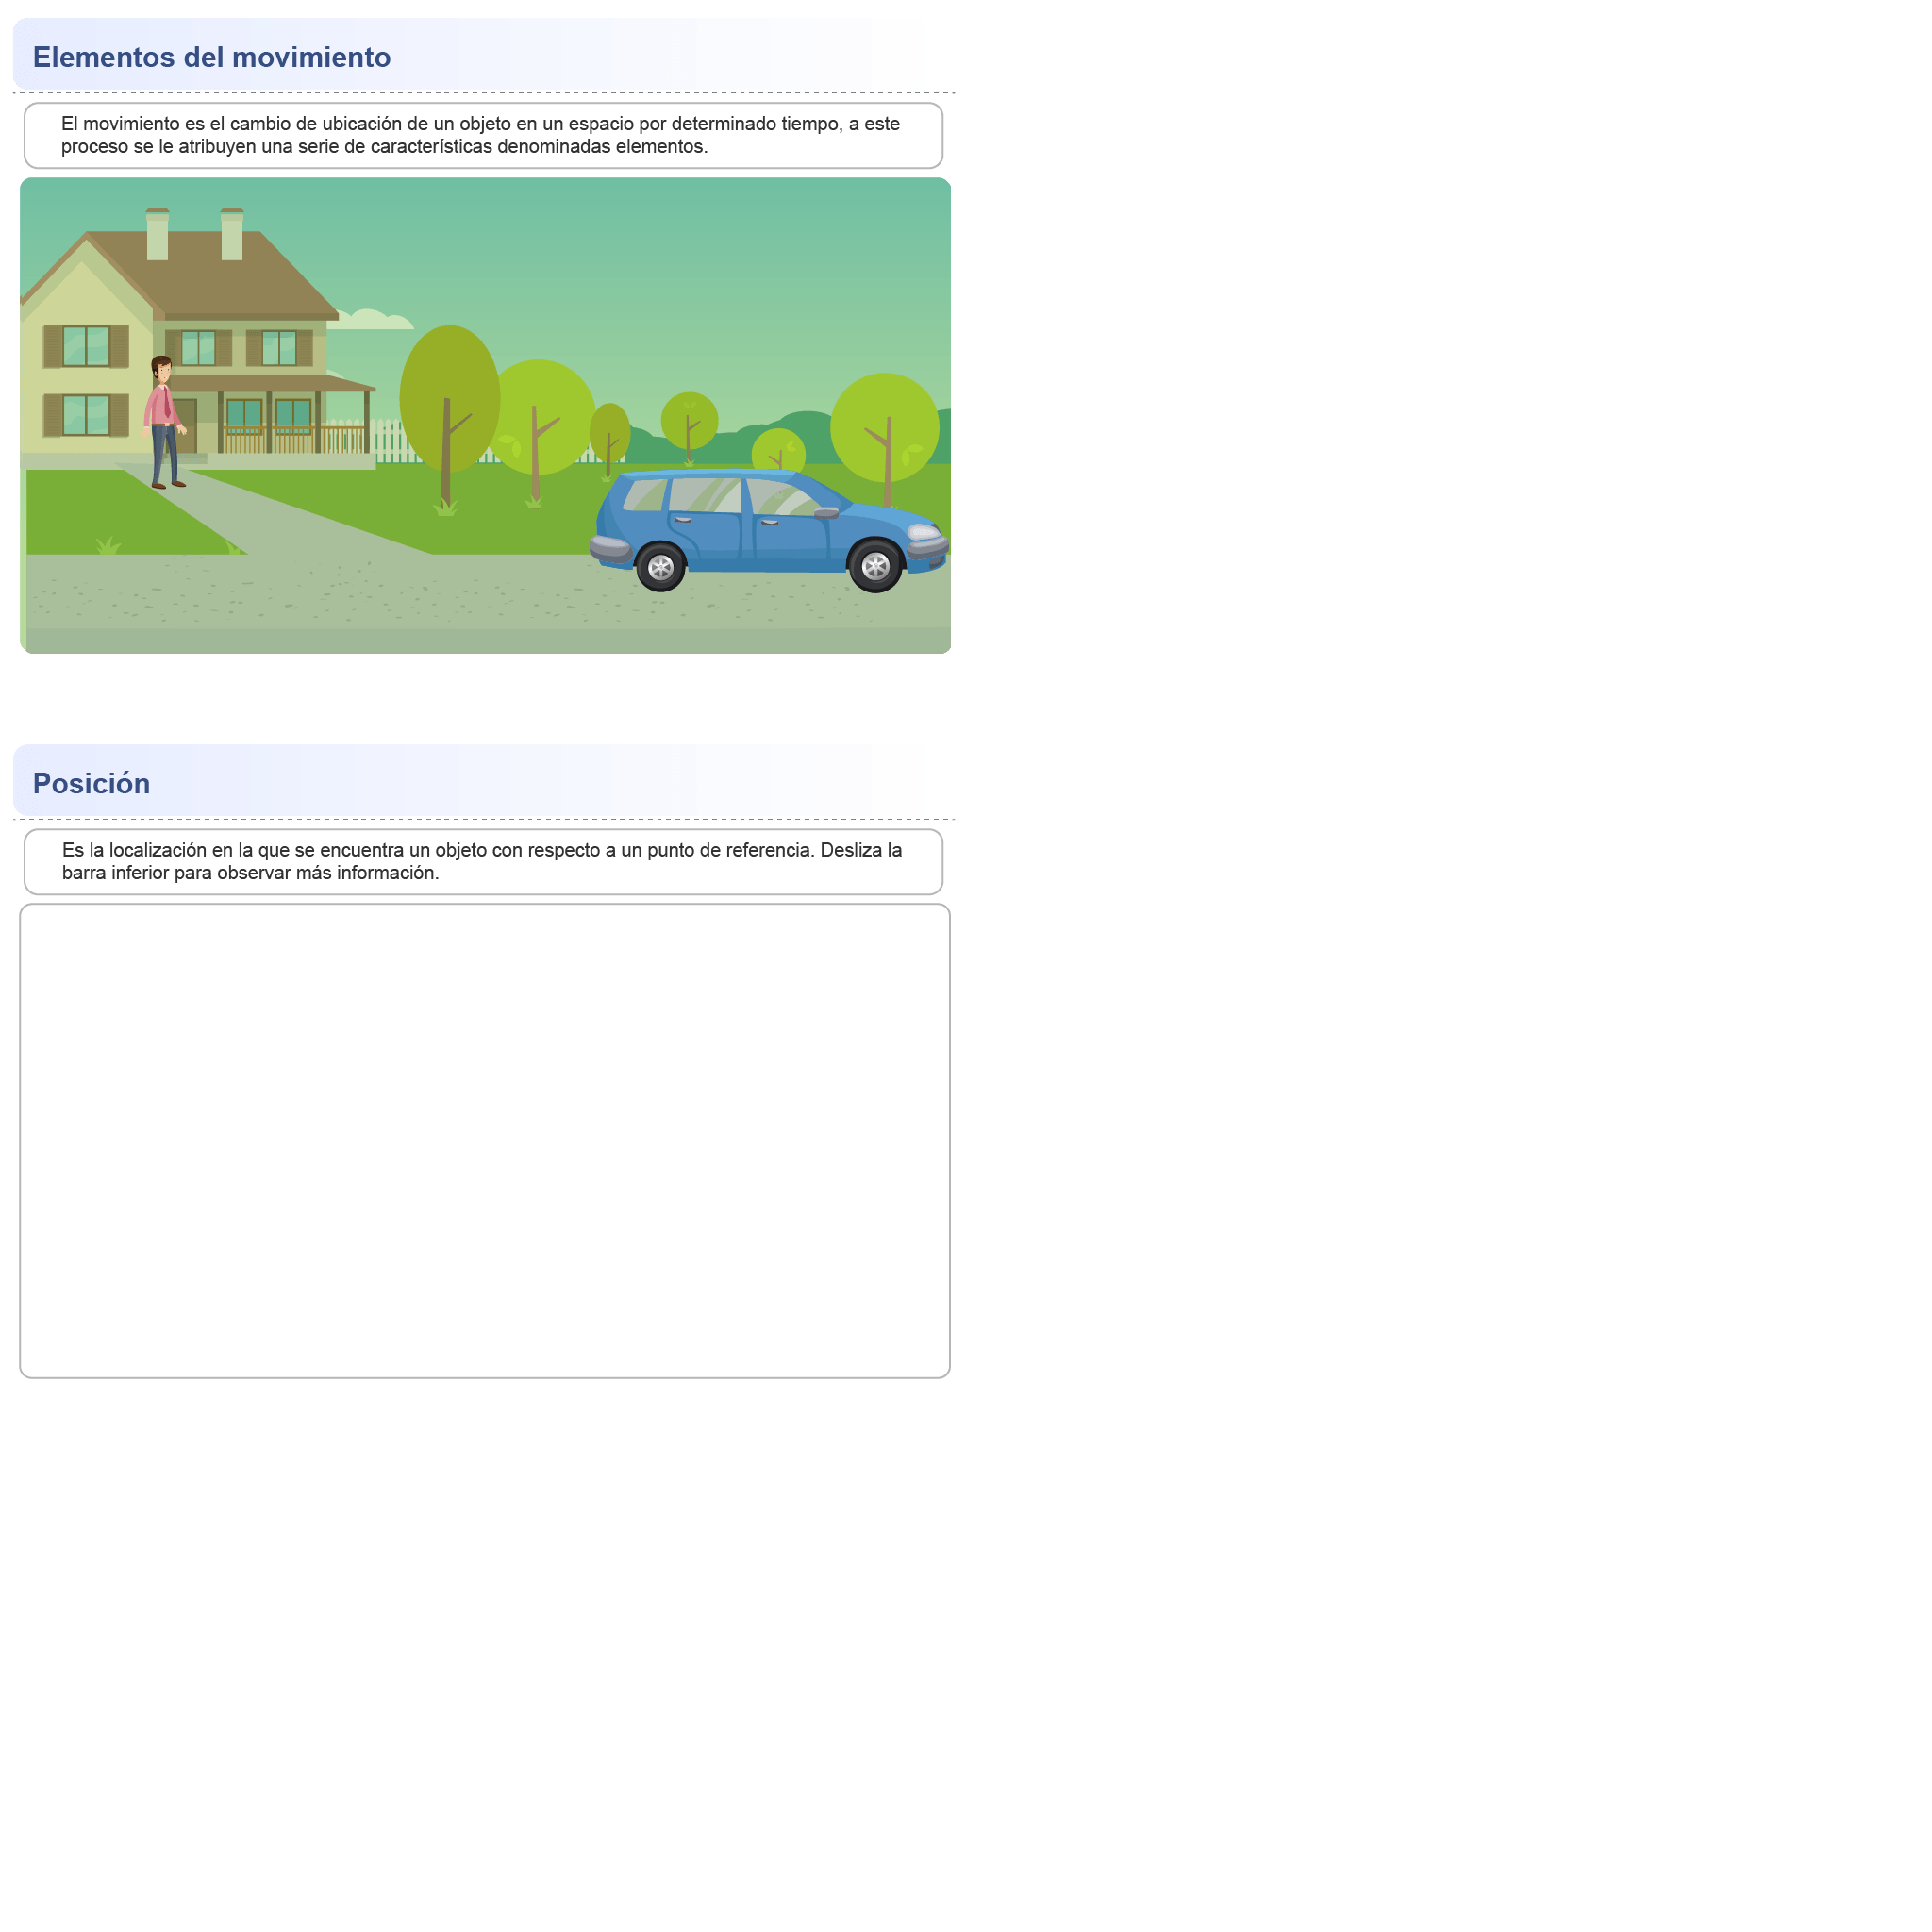 Elementos del movimiento
El movimiento es el cambio de ubicación de un objeto en un espacio por determinado tiempo, a este
proceso se le atribuyen una serie de características denominadas elementos.
Posición
Es la localización en la que se encuentra un objeto con respecto a un punto de referencia. Desliza la
barra inferior para observar más información.